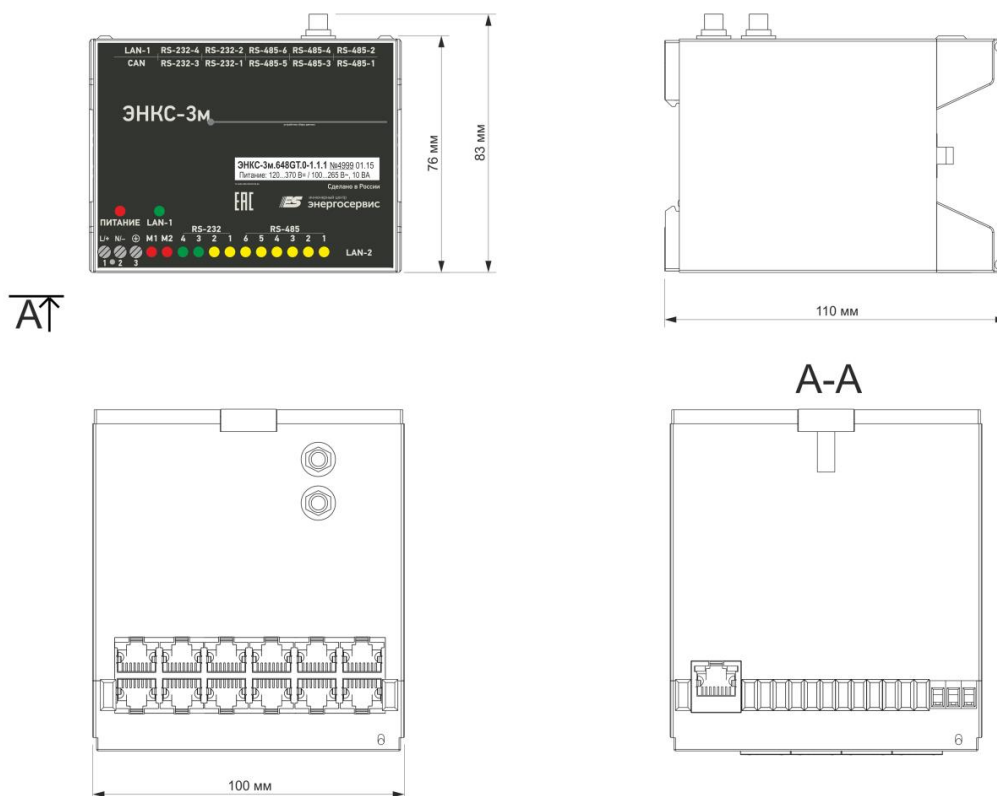 LAN-1 RS-232-4 RS-232-2 RS-485-6 RS-485-4 RS-485-2
CAN RS-232-3 RS-232-1 RS-485-5 RS-485-3 RS-485-1
ЭНКС-3м
ЭНКС-3м.648GT.0-1.1.1 №4999 01.15
Питание: 120...370 В= / 100...265 В~, 10 ВА
Сделано в России
EAC ES энергосервис
ПИТАНИЕ LAN-1
RS-232 RS-485
L/+ N/– M1 M2 4 3 2 1 6 5 4 3 2 1
1 2 3
LAN-2
76 мм
83 мм
110 мм
А
А-А
100 мм